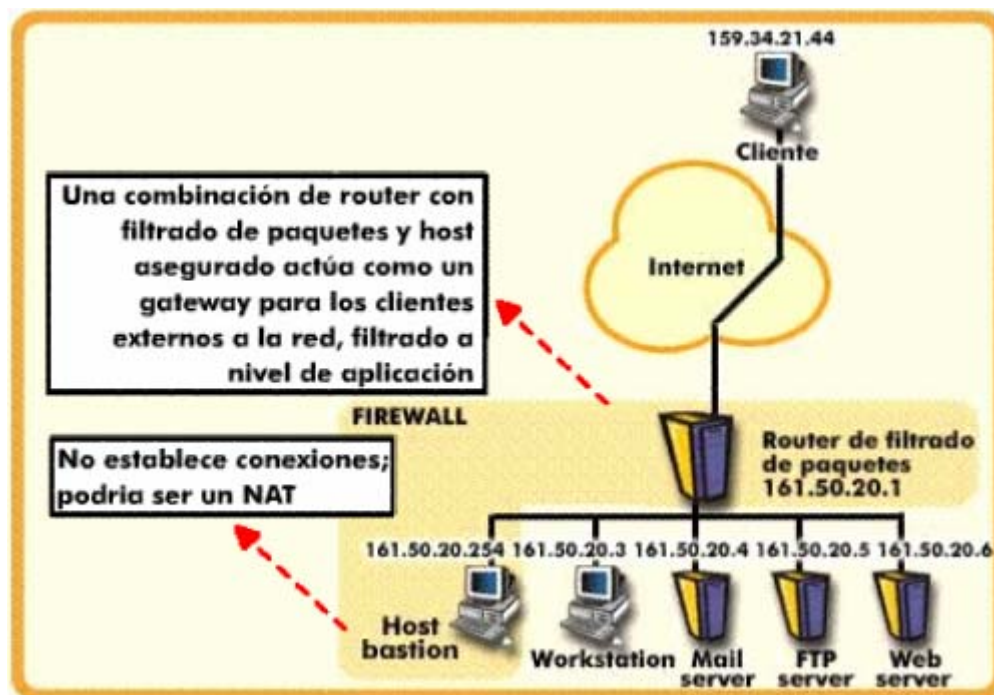 159.34.21.44
Cliente
Internet
Una combinación de router con
filtrado de paquetes y host
asegurado actúa como un
gateway para los clientes
externos a la red, filtrado a
nivel de aplicación
FIREWALL
No establece conexiones;
podria ser un NAT
Router de filtrado
de paquetes
161.50.20.1
161.50.20.254 161.50.20.3 161.50.20.4 161.50.20.5 161.50.20.6
Host
bastion
Workstation
Mail
server
FTP
server
Web
server